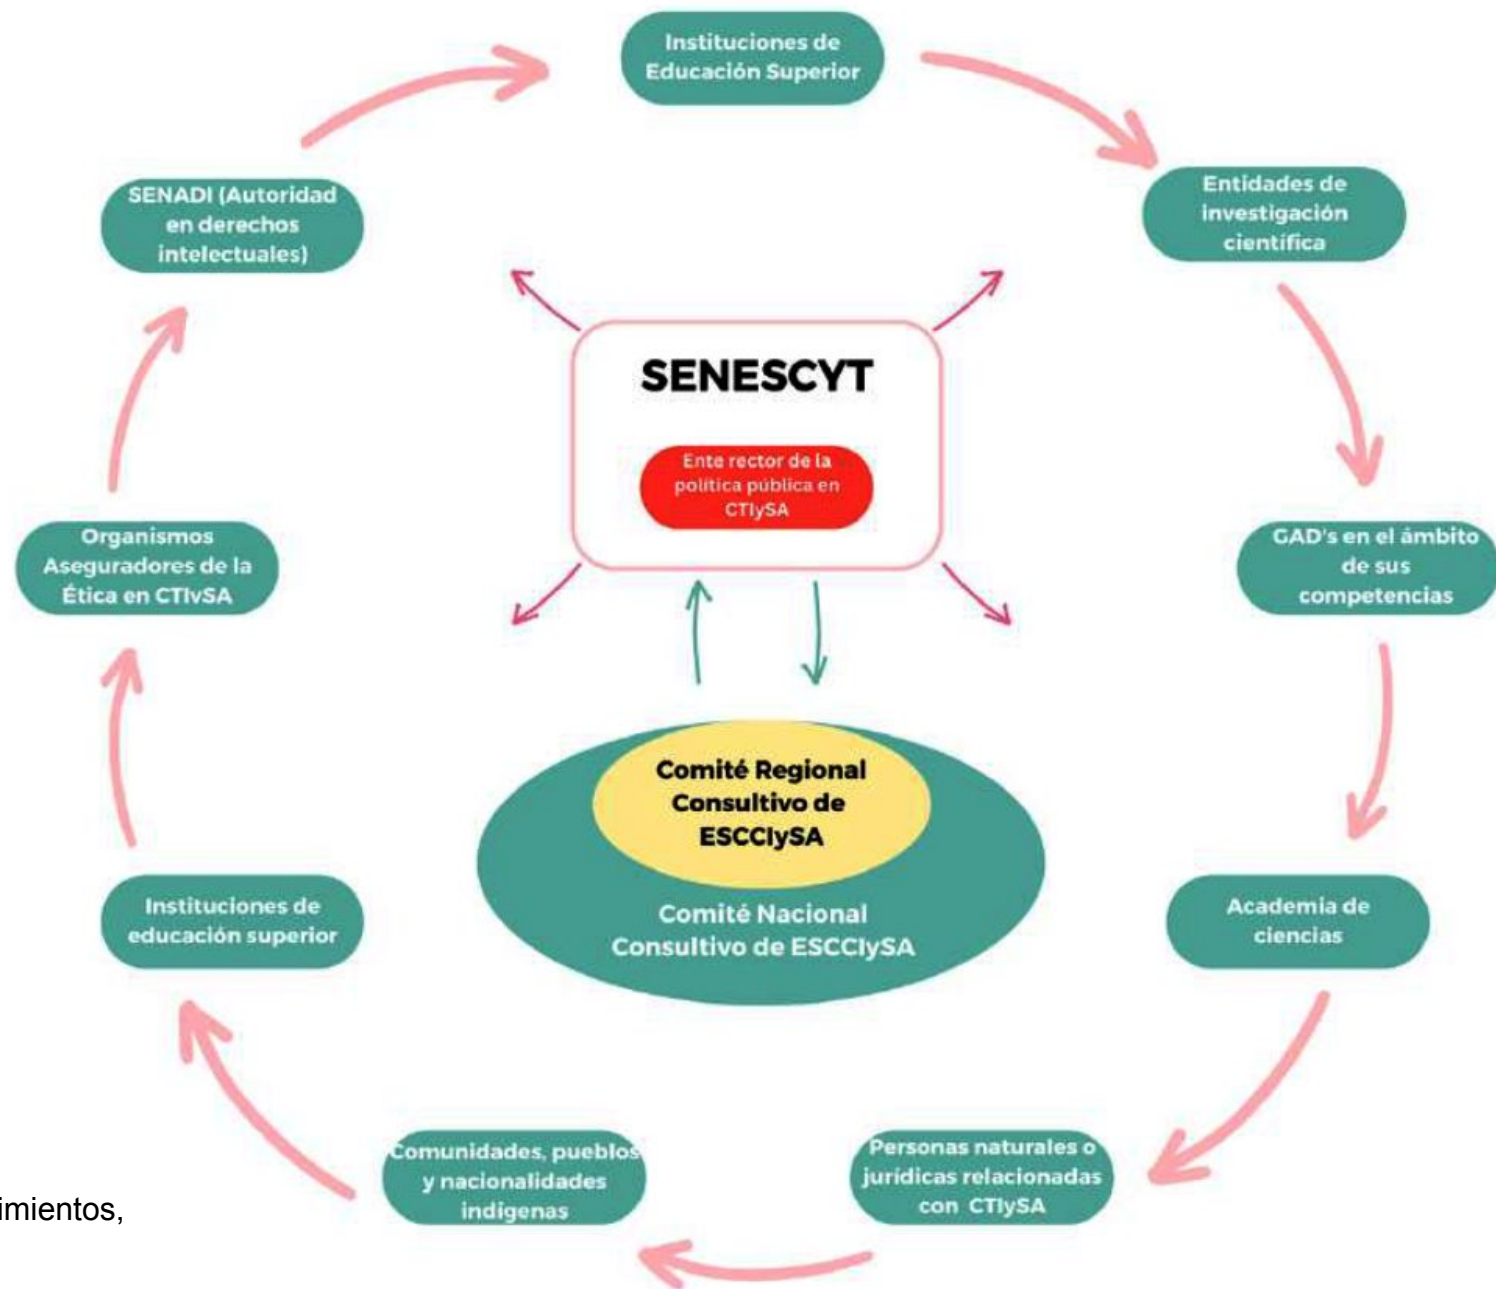 Instituciones de
Educación Superior
SENADI (Autoridad
en derechos
intelectuales)
Entidades de
investigación
científica
SENESCYT
Ente rector de la
política pública en
CTIySA
Organismos
Aseguradores de la
Ética en CTIvSA
GAD's en el ámbito
de sus
competencias
Comité Regional
Consultivo de
ESCCIySA
Comité Nacional
Consultivo de ESCCIySA
Instituciones de
educación superior
Academia de
ciencias
Comunidades, pueblos
y nacionalidades
indígenas
Personas naturales o
jurídicas relacionadas
con CTIySA
imientos,